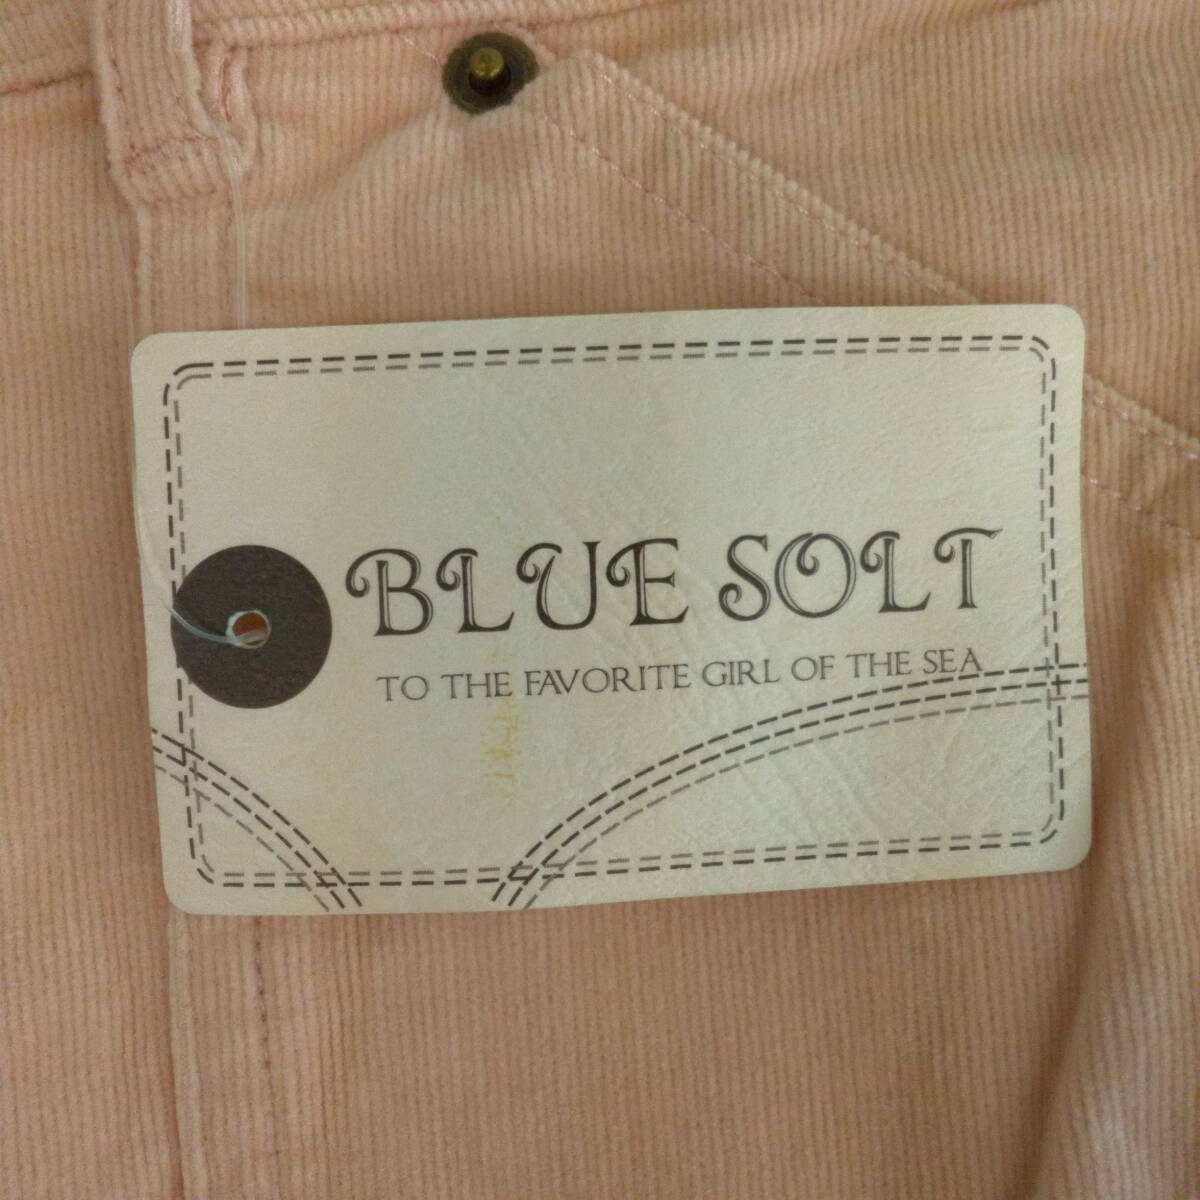 BLUE SOLT
TO THE FAVORITE GIRL OF THE SEA